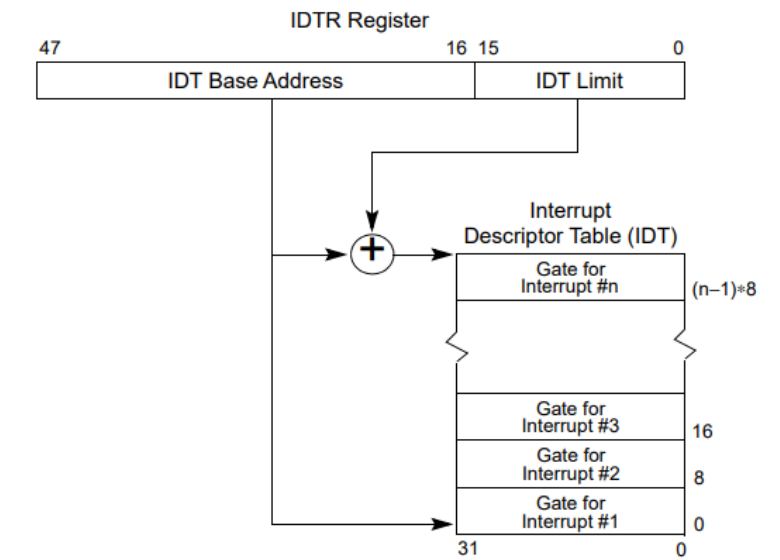 IDTR Register
47 16 15 0
IDT Base Address IDT Limit
+
Interrupt
Descriptor Table (IDT)
Gate for
Interrupt #n
(n–1)∗8
Gate for
Interrupt #3
16
Gate for
Interrupt #2
8
Gate for
Interrupt #1
0
31 0